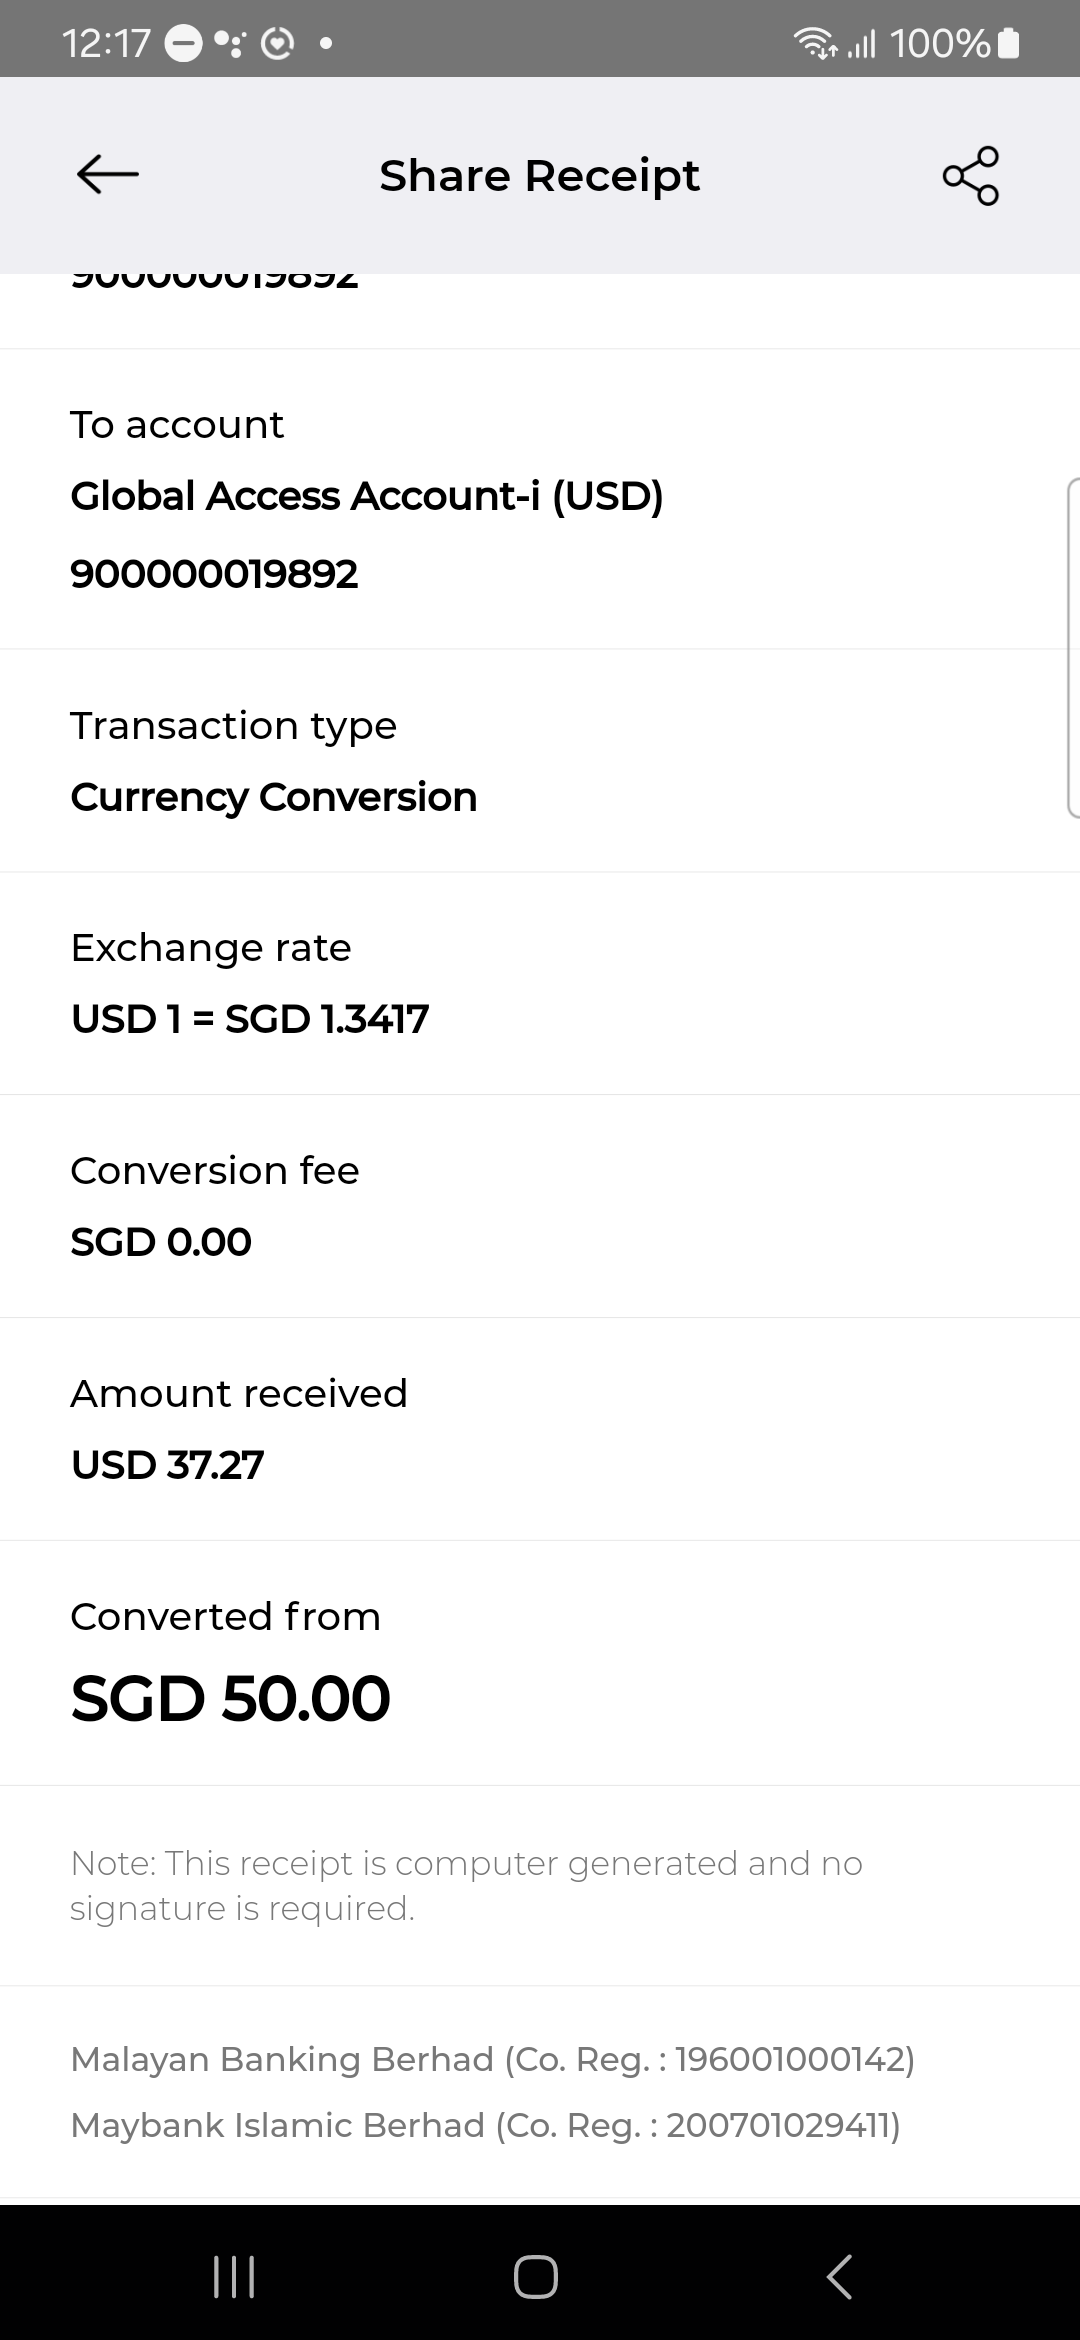 12:17
100%
Share Receipt
900000019892
To account
Global Access Account-i (USD)
900000019892
Transaction type
Currency Conversion
Exchange rate
USD 1 = SGD 1.3417
Conversion fee
SGD 0.00
Amount received
USD 37.27
Converted from
SGD 50.00
Note: This receipt is computer generated and no
signature is required.
Malayan Banking Berhad (Co. Reg. : 196001000142)
Maybank Islamic Berhad (Co. Reg. : 200701029411)